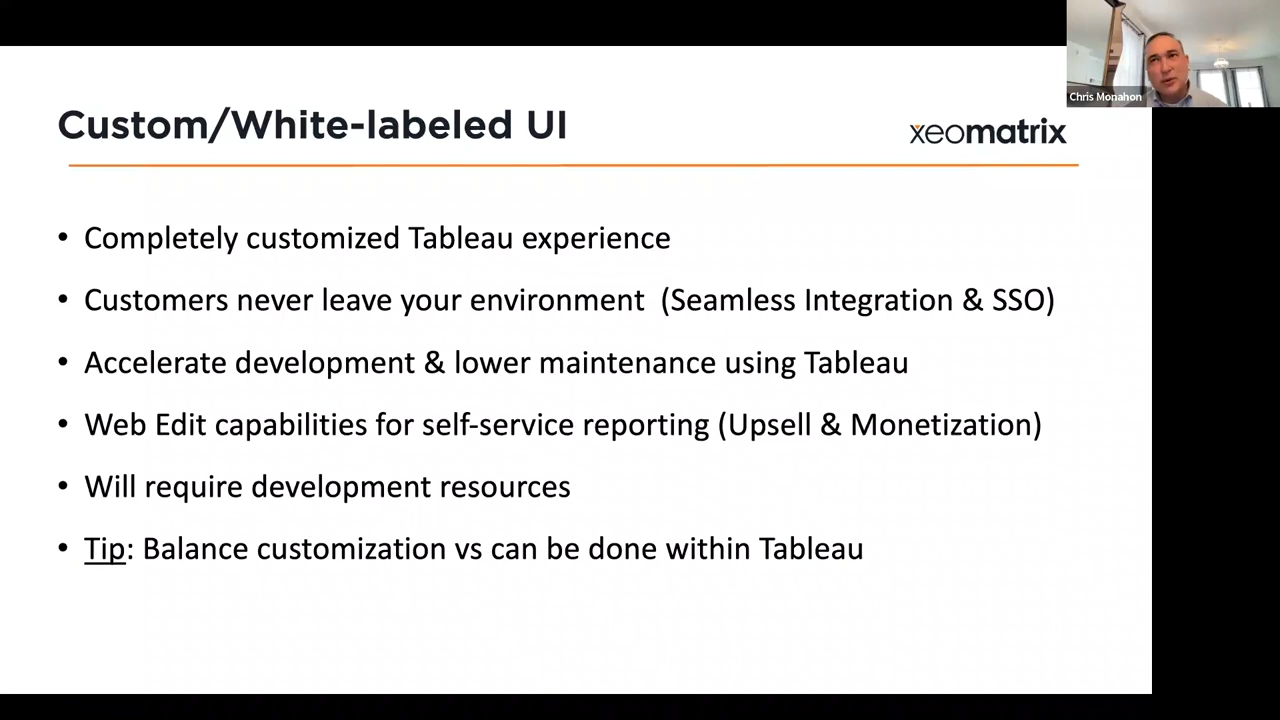 Chris Monahon
Custom/White-labeled UI
xeomatrix
• Completely customized Tableau experience
• Customers never leave your environment  (Seamless Integration & SSO)
• Accelerate development & lower maintenance using Tableau
• Web Edit capabilities for self-service reporting (Upsell & Monetization)
• Will require development resources
• Tip: Balance customization vs can be done within Tableau